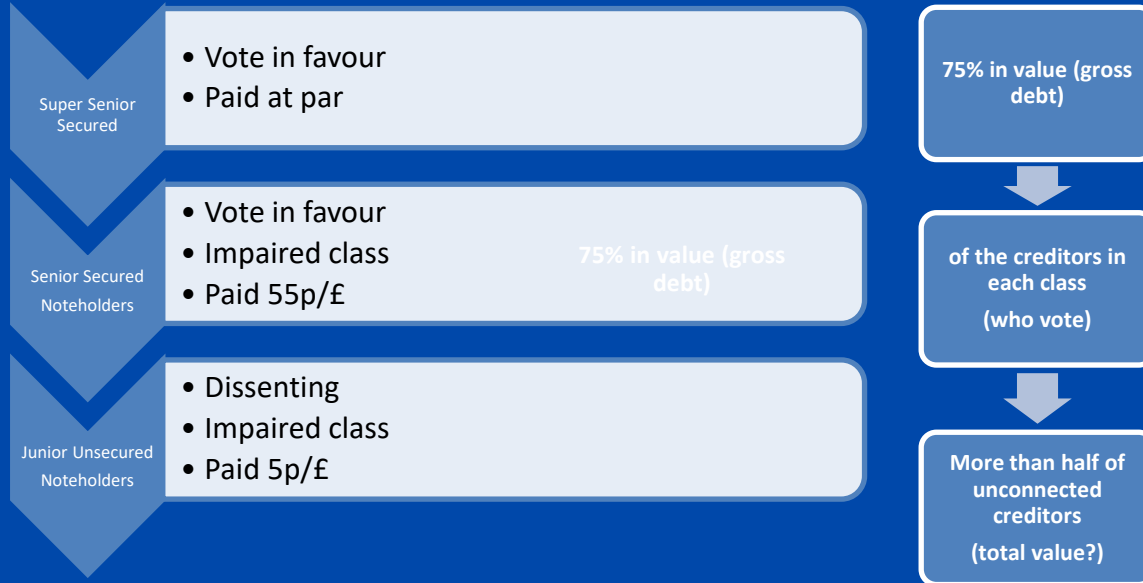 Super Senior
Secured
• Vote in favour
• Paid at par
Senior Secured
Noteholders
• Vote in favour
• Impaired class
• Paid 55p/£
75% in value (gross
debt)
Junior Unsecured
Noteholders
• Dissenting
• Impaired class
• Paid 5p/£
75% in value (gross
debt)
of the creditors in
each class
(who vote)
More than half of
unconnected
creditors
(total value?)